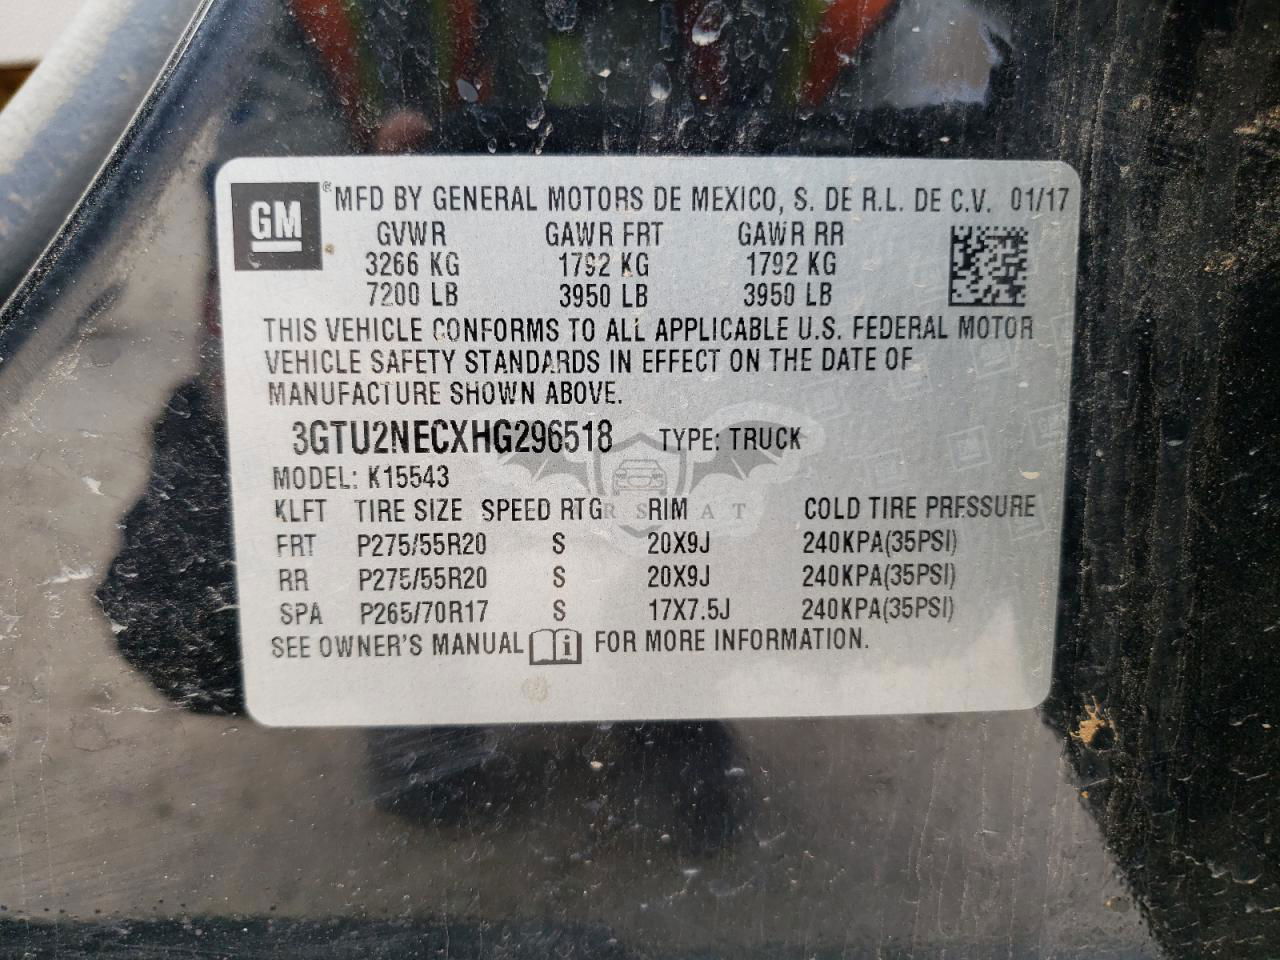 GM ® MFD BY GENERAL MOTORS DE MEXICO, S. DE R.L. DE C.V. 01/17
GVWR GAWR FRT GAWR RR
3266 KG 1792 KG 1792 KG
7200 LB 3950 LB 3950 LB
THIS VEHICLE CONFORMS TO ALL APPLICABLE U.S. FEDERAL MOTOR
VEHICLE SAFETY STANDARDS IN EFFECT ON THE DATE OF
MANUFACTURE SHOWN ABOVE.
3GTU2NECXHG296518 TYPE: TRUCK
MODEL: K15543
KLFT TIRE SIZE SPEED RTG RIM COLD TIRE PRESSURE
FRT P275/55R20 S 20X9J 240KPA(35PSI)
RR P275/55R20 S 20X9J 240KPA(35PSI)
SPA P265/70R17 S 17X7.5J 240KPA(35PSI)
SEE OWNER'S MANUAL i FOR MORE INFORMATION.